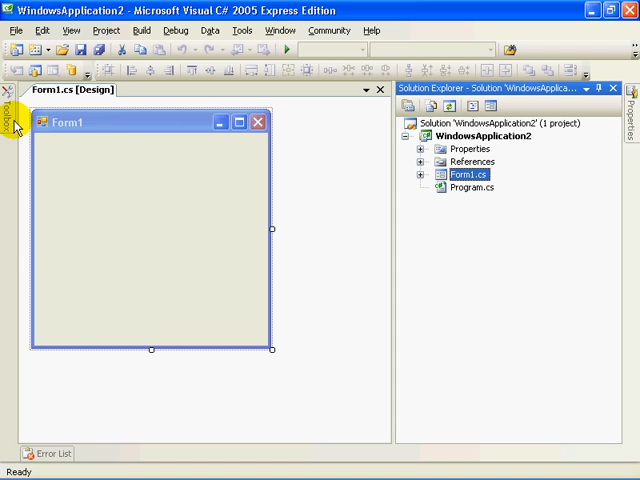 WindowsApplication2 - Microsoft Visual C# 2005 Express Edition
File Edit View Project Build Debug Data Tools Window Community Help
Form1.cs [Design]
Solution Explorer - Solution 'WindowsApplica...
Toolbox
Form1
Solution 'WindowsApplication2' (1 project)
WindowsApplication2
Properties
References
Form1.cs
Program.cs
Properties
Error List
Ready